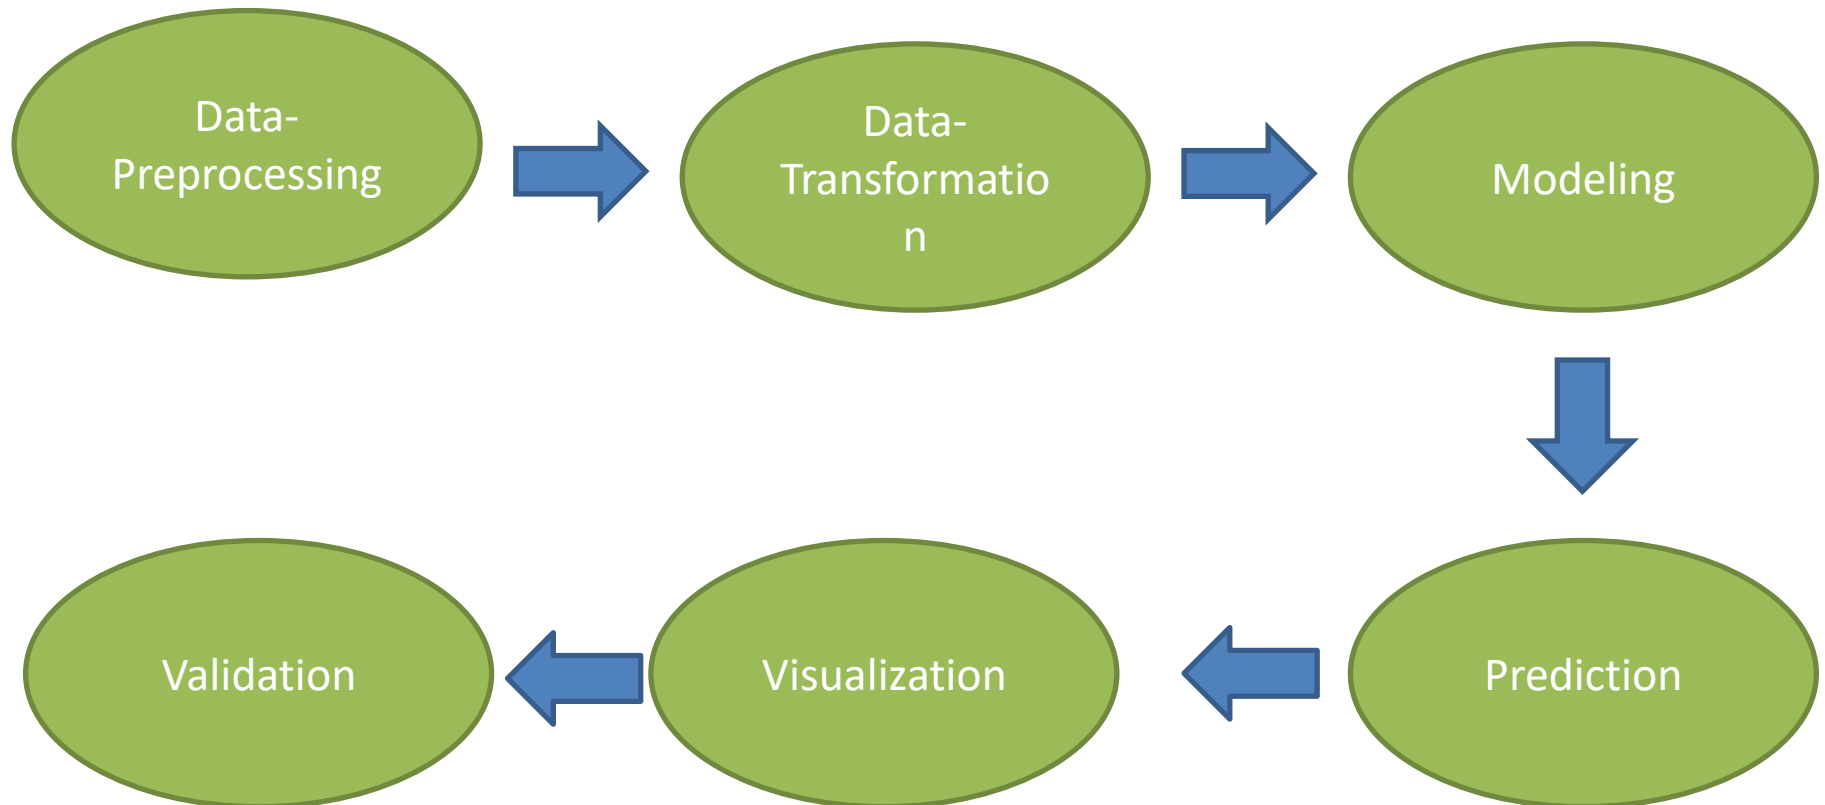 Data-
Preprocessing
Data-
Transformatio
n
Modeling
Validation
Visualization
Prediction